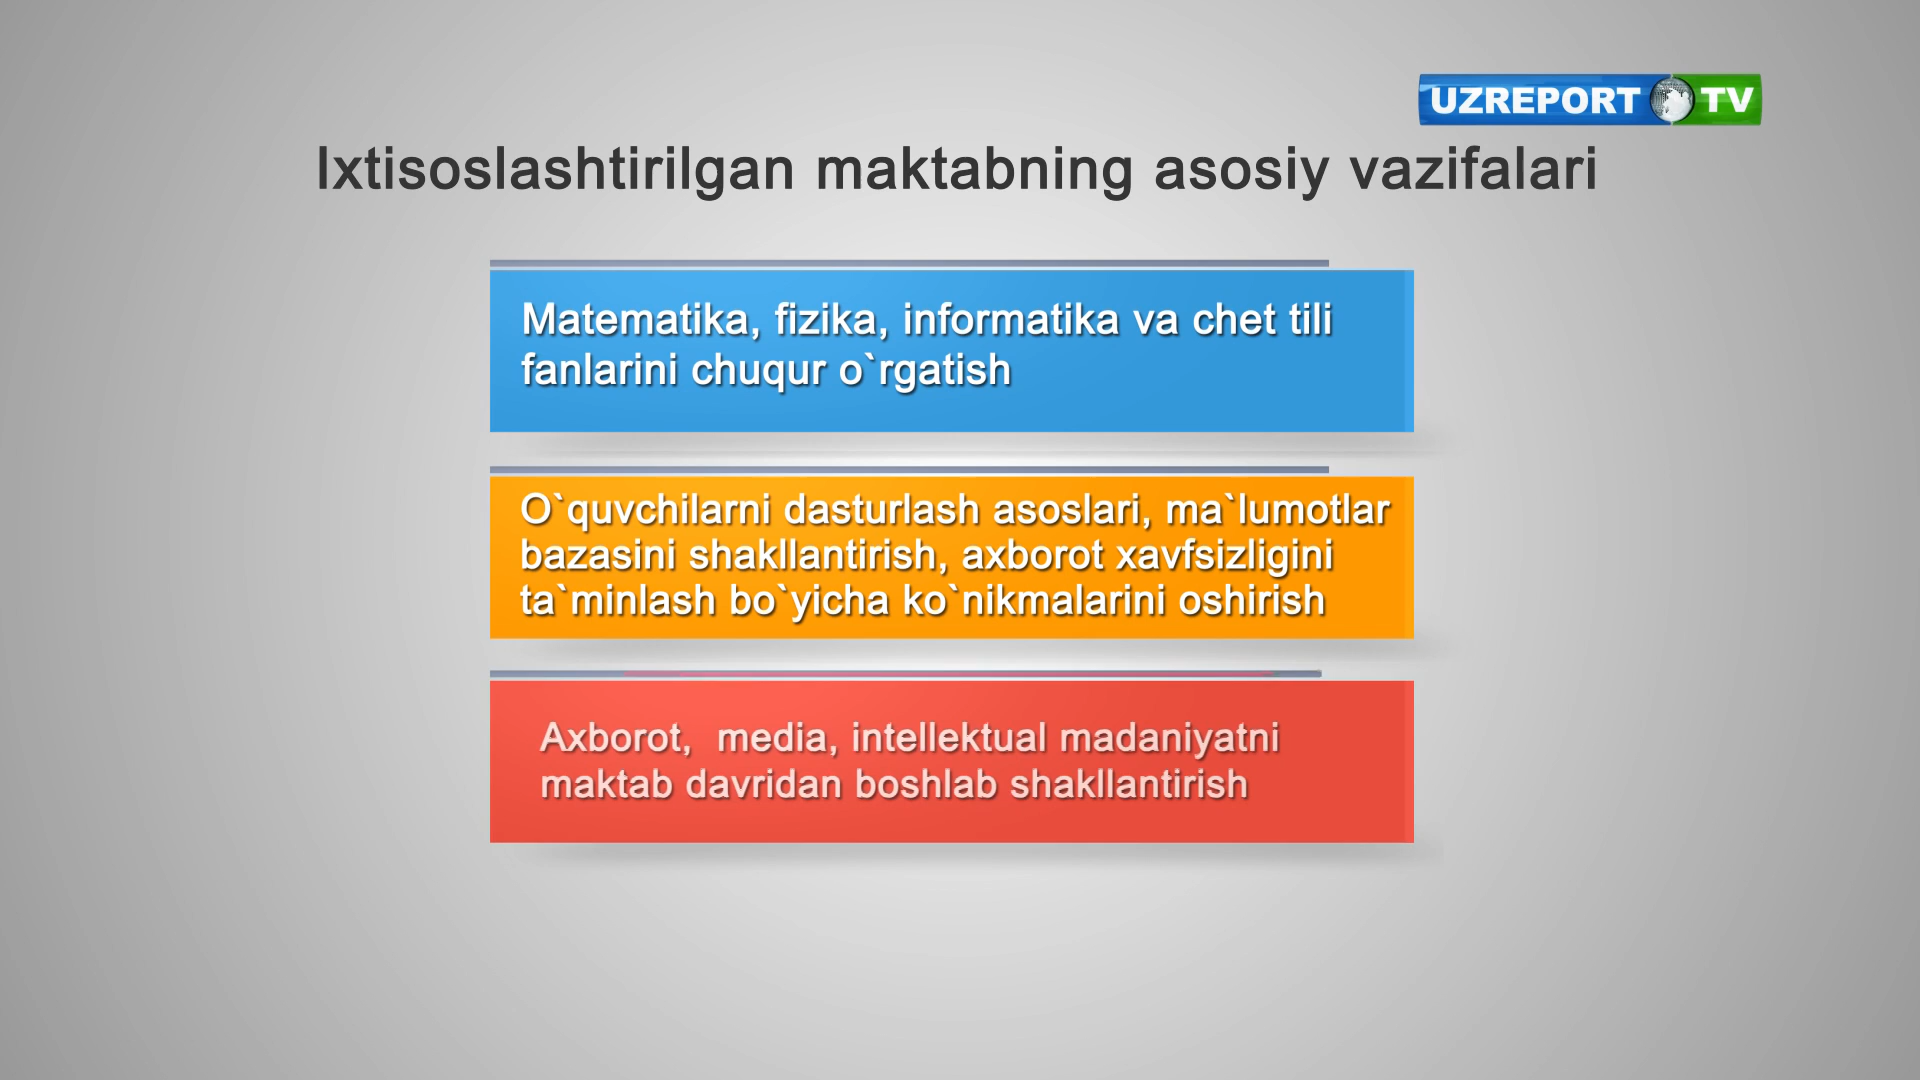 UZREPORT TV
Ixtisoslashtirilgan maktabning asosiy vazifalari
Matematika, fizika, informatika va chet tili
fanlarini chuqur o`rgatish
O`quvchilarni dasturlash asoslari, ma`lumotlar
bazasini shakllantirish, axborot xavfsizligini
ta`minlash bo`yicha ko`nikmalarini oshirish
Axborot,  media, intellektual madaniyatni
maktab davridan boshlab shakllantirish